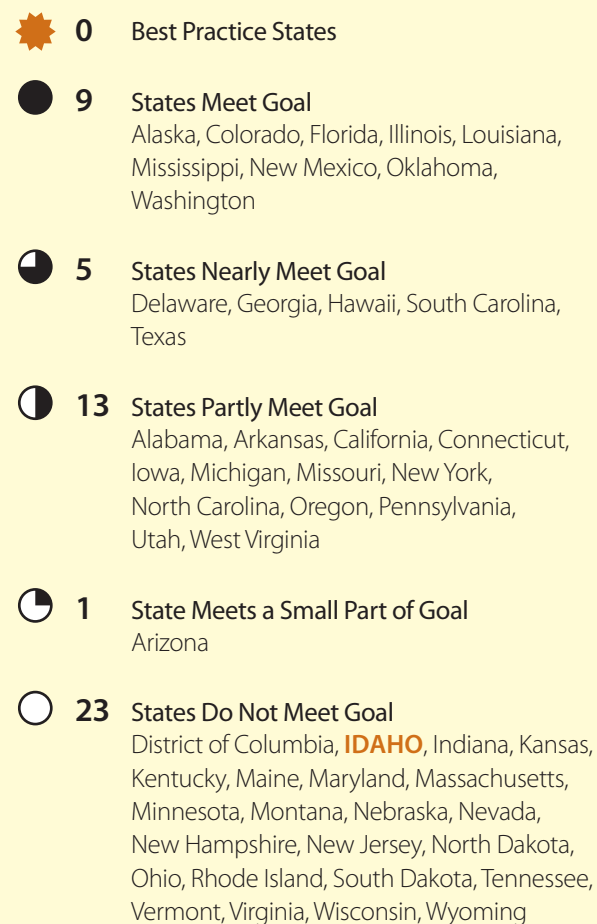 0 Best Practice States
9 States Meet Goal
Alaska, Colorado, Florida, Illinois, Louisiana,
Mississippi, New Mexico, Oklahoma,
Washington
5 States Nearly Meet Goal
Delaware, Georgia, Hawaii, South Carolina,
Texas
13 States Partly Meet Goal
Alabama, Arkansas, California, Connecticut,
Iowa, Michigan, Missouri, New York,
North Carolina, Oregon, Pennsylvania,
Utah, West Virginia
1 State Meets a Small Part of Goal
Arizona
23 States Do Not Meet Goal
District of Columbia, IDAHO, Indiana, Kansas,
Kentucky, Maine, Maryland, Massachusetts,
Minnesota, Montana, Nebraska, Nevada,
New Hampshire, New Jersey, North Dakota,
Ohio, Rhode Island, South Dakota, Tennessee,
Vermont, Virginia, Wisconsin, Wyoming